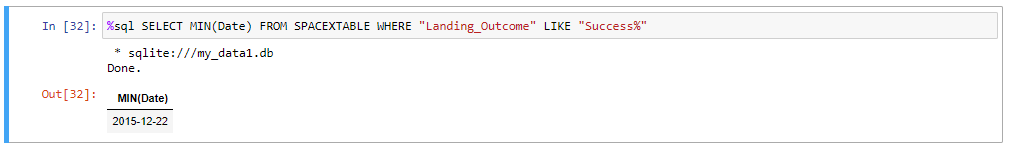 In [32]: %sql SELECT MIN(Date) FROM SPACEXTABLE WHERE "Landing_Outcome" LIKE "Success%"
* sqlite:///my_data1.db
Done.
Out[32]:
MIN(Date)
2015-12-22